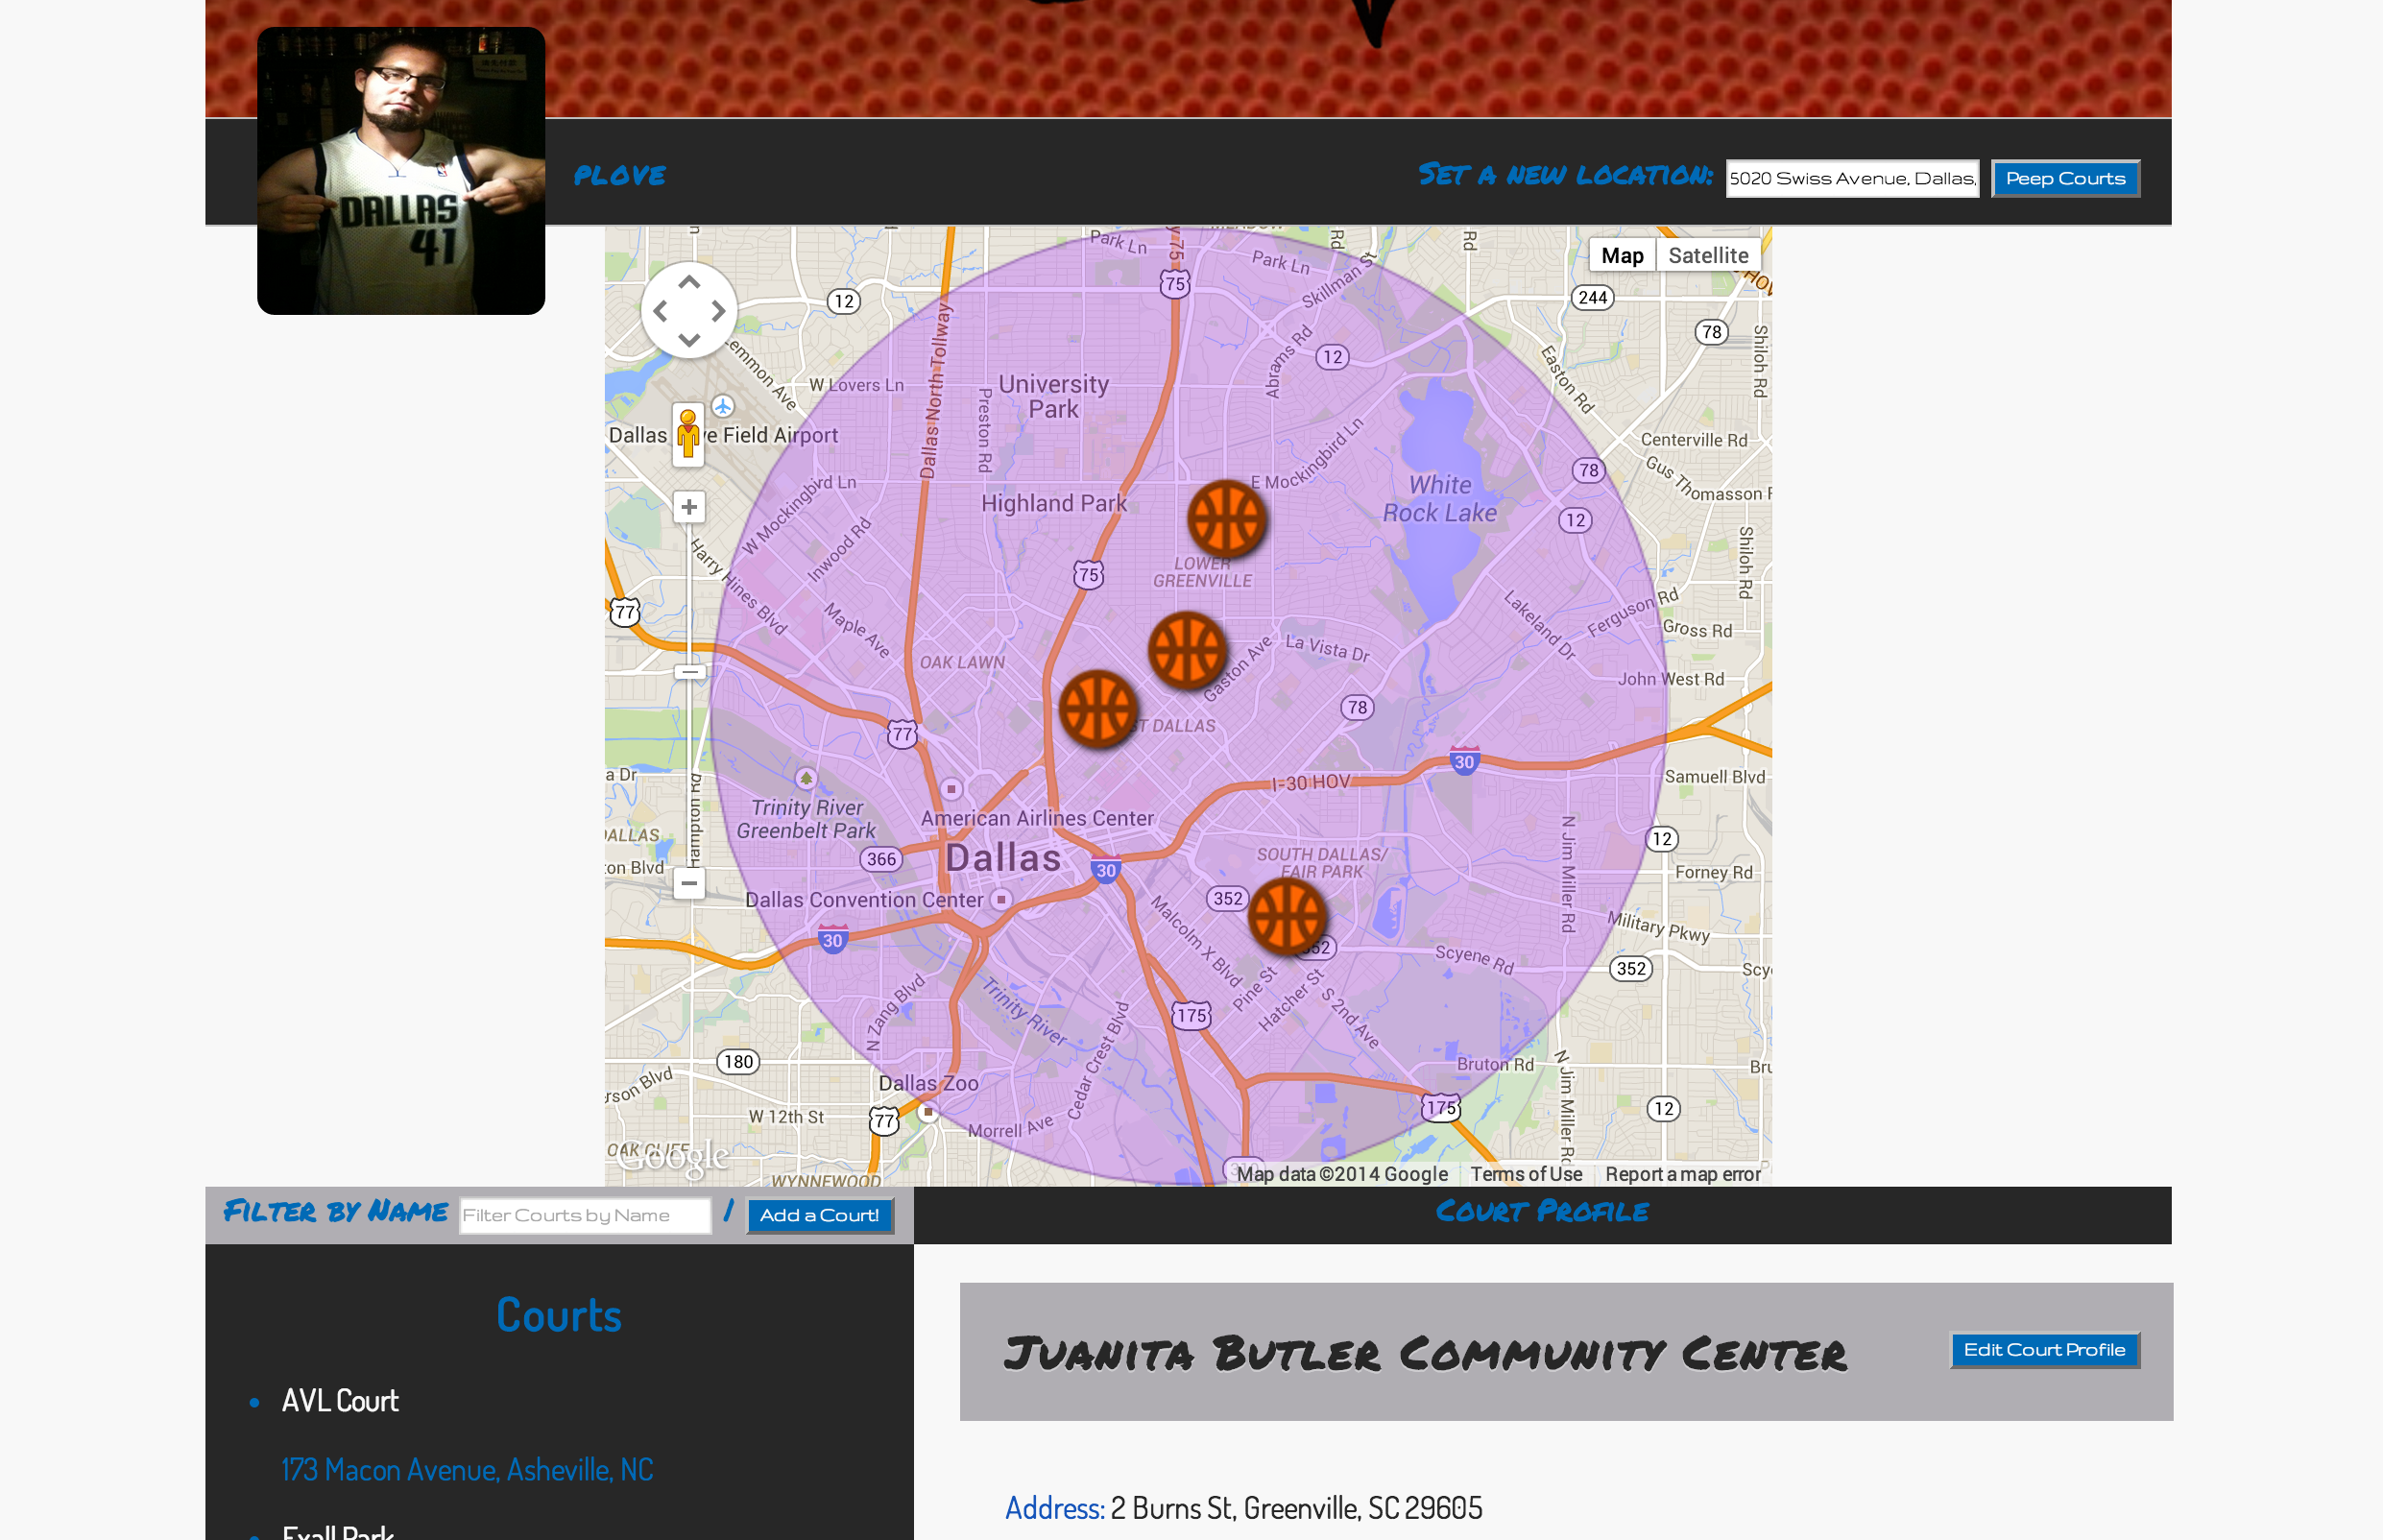 DALLAS
41
PLOVE
Set a new location:
5020 Swiss Avenue, Dallas,
Peep Courts
Map
Satellite
Park Ln
Park Ln
Skillman St
Rd
Rd
75
75
12
244
78
Shiloh Rd
Lemmon Ave
W Lovers Ln
Dallas North Tollway
Preston Rd
University
Park
Abrams Rd
12
Easton Rd
Field Airport
Dallas
Centerville Rd
78
Gus Thomasson
W Mockingbird Ln
Inwood Rd
Highland Park
E Mockingbird Ln
White
Rock Lake
12
Shiloh Rd
Harry Hines Blvd
75
LOWER
GREENVILLE
77
Maple Ave
OAK LAWN
Gaston Ave
La Vista Dr
Lakeland Dr
Ferguson Rd
Gross Rd
John West Rd
77
DALLAS
78
I-30 HOV
30
Samuell Blvd
a Dr
Hampton Rd
Trinity River
Greenbelt Park
American Airlines Center
366
Dallas
30
SOUTH DALLAS/
FAIR PARK
N Jim Miller Rd
12
Forney Rd
ton Blvd
Dallas Convention Center
352
Military Pkwy
30
Malcolm X Blvd
Scyene Rd
352
N Zang Blvd
Trinity River
Cedar Crest Blvd
Pine St
Hatcher St
S 2nd Ave
175
180
Bruton Rd
N Jim Miller Rd
Dallas Zoo
W 12th St
77
Morrell Ave
175
12
OAK CLIFF
Google
WYNNEWOOD
Map data ©2014 Google
Terms of Use
Report a map error
Filter by Name
Filter Courts by Name
/
Add a Court!
Court Profile
Courts
Juanita Butler Community Center
Edit Court Profile
• AVL Court
173 Macon Avenue, Asheville, NC
Address: 2 Burns St, Greenville, SC 29605
• Exall Park